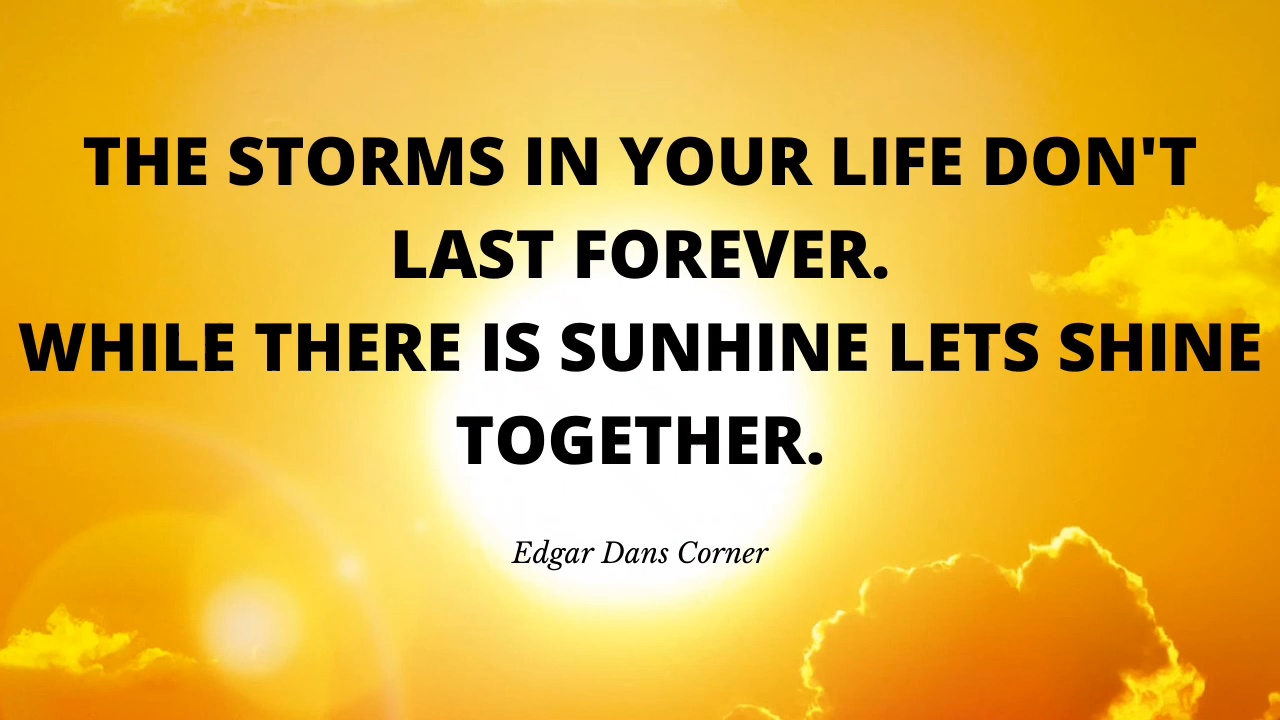 THE STORMS IN YOUR LIFE DON'T
LAST FOREVER.
WHILE THERE IS SUNHINE LETS SHINE
TOGETHER.
Edgar Dans Corner